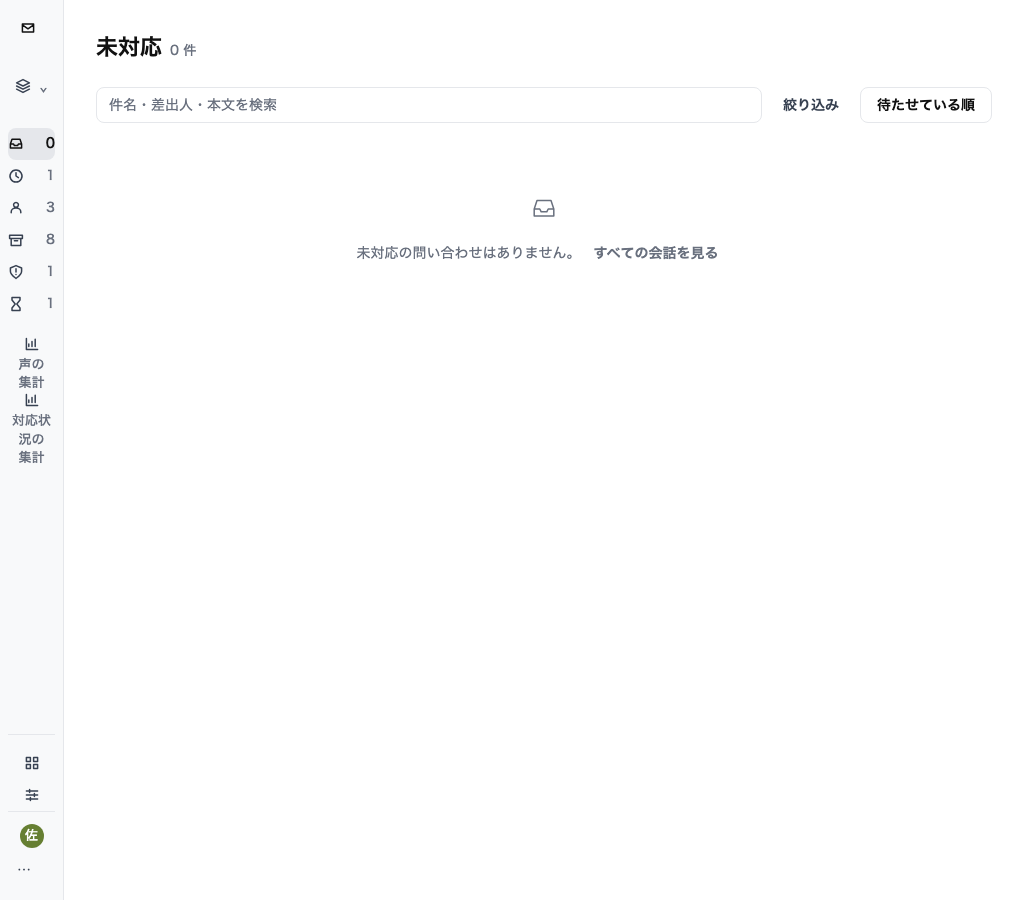 未対応 0 件
件名・差出人・本文を検索
絞り込み
待たせている順
0
1
3
8
1
1
声の
集計
対応状
況の
集計
未対応の問い合わせはありません。 すべての会話を見る
佐
…